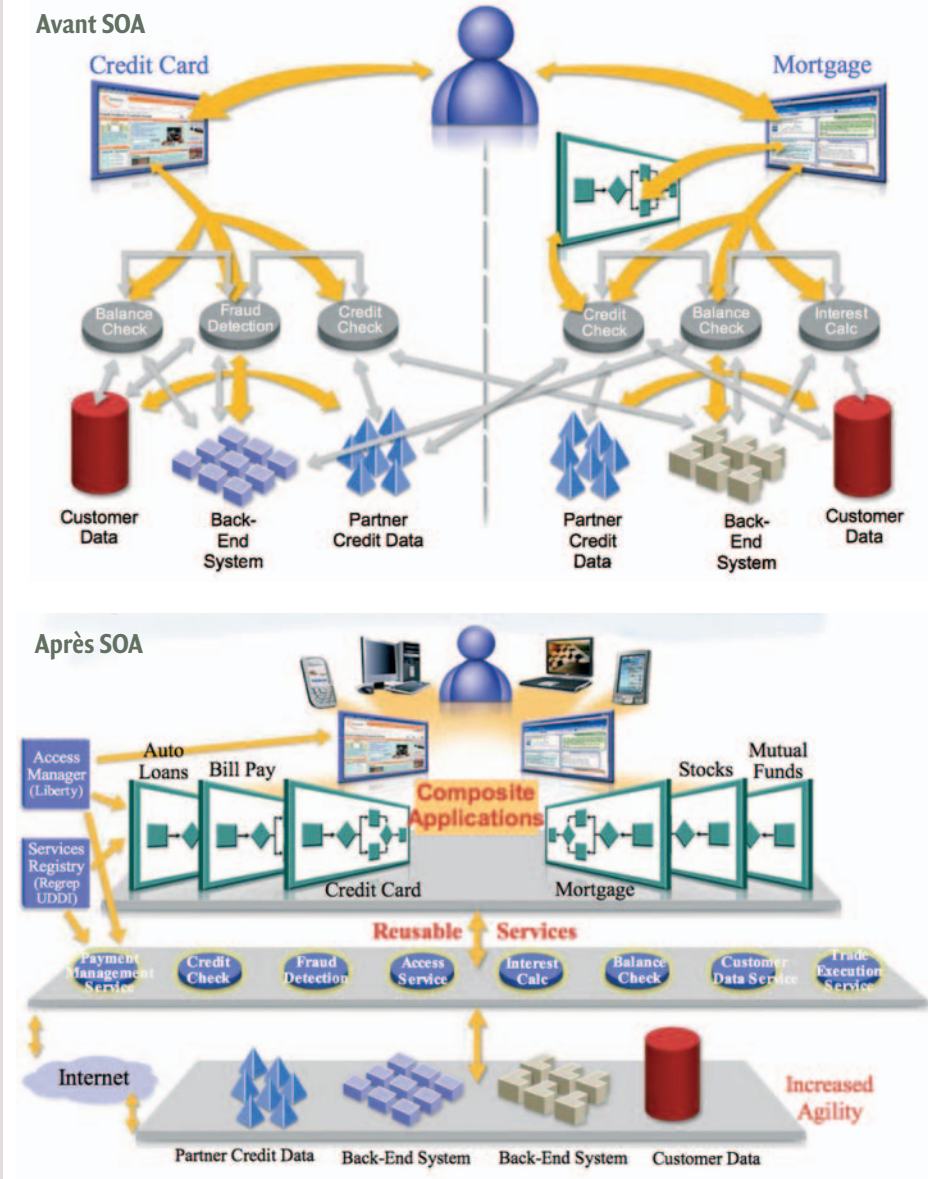 Avant SOA
Credit Card
Mortgage
Balance
Check
Fraud
Detection
Credit
Check
Credit
Check
Balance
Check
Interest
Calc
Customer
Data
Back-
End
System
Partner
Credit Data
Partner
Credit
Data
Back-
End
System
Customer
Data
Après SOA
Access
Manager
(Liberty)
Services
Registry
(Regrep
UDDI)
Auto
Loans
Bill Pay
Stocks
Mutual
Funds
Composite
Applications
Credit Card
Mortgage
Reusable Services
Payment
Management
Service
Credit
Check
Fraud
Detection
Access
Service
Interest
Calc
Balance
Check
Customer
Data Service
Trade
Execution
Service
Internet
Increased
Agility
Partner Credit Data
Back-End System
Back-End System
Customer Data